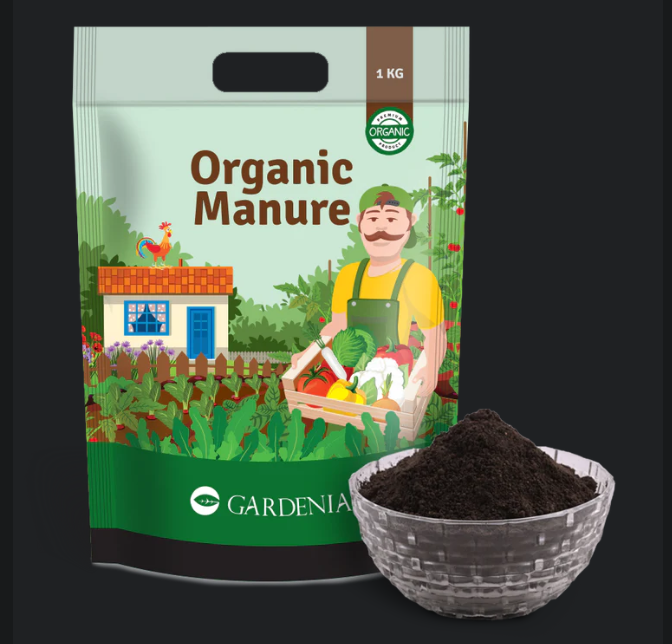 1 KG
PREMIUM
ORGANIC
PRODUCT
Organic
Manure
GARDENIA